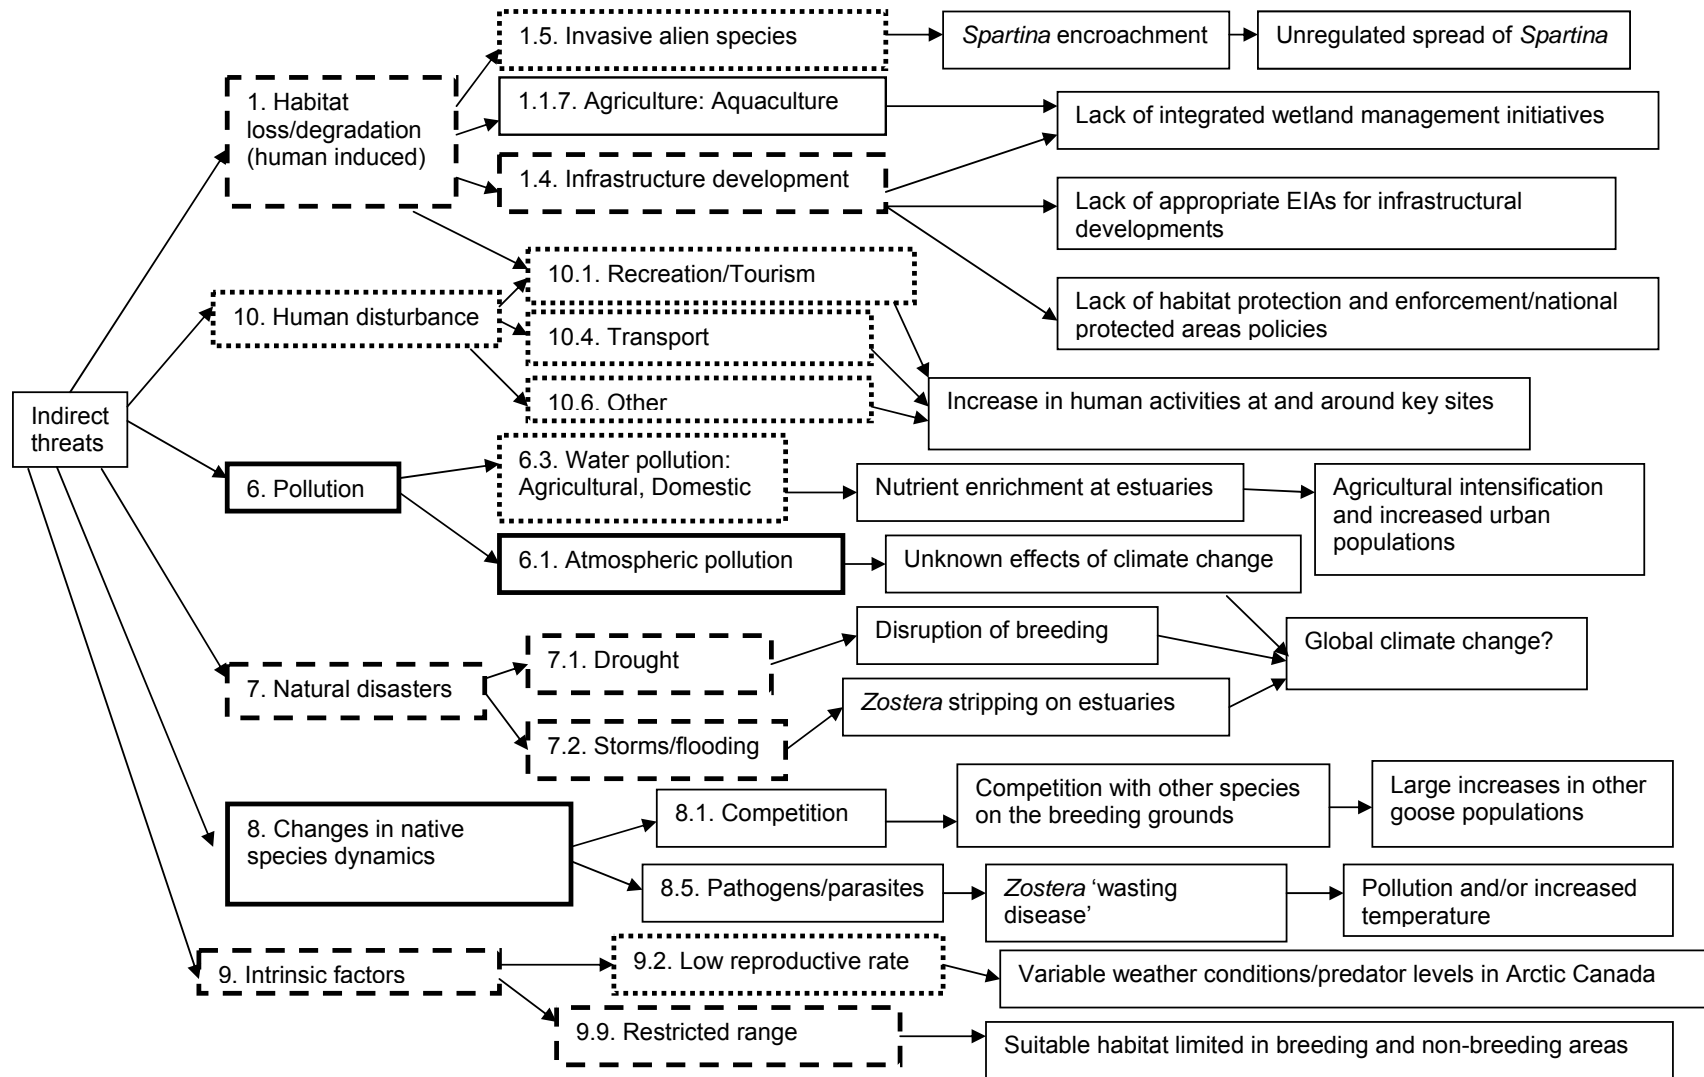 1.5. Invasive alien species
Spartina encroachment
Unregulated spread of Spartina
1. Habitat
loss/degradation
(human induced)
1.1.7. Agriculture: Aquaculture
Lack of integrated wetland management initiatives
1.4. Infrastructure development
Lack of appropriate EIAs for infrastructural
developments
10.1. Recreation/Tourism
Lack of habitat protection and enforcement/national
protected areas policies
10. Human disturbance
10.4. Transport
10.6. Other
Increase in human activities at and around key sites
Indirect
threats
6. Pollution
6.3. Water pollution:
Agricultural, Domestic
Nutrient enrichment at estuaries
Agricultural intensification
and increased urban
populations
6.1. Atmospheric pollution
Unknown effects of climate change
7. Natural disasters
7.1. Drought
Disruption of breeding
Global climate change?
7.2. Storms/flooding
Zostera stripping on estuaries
8. Changes in native
species dynamics
8.1. Competition
Competition with other species
on the breeding grounds
Large increases in other
goose populations
8.5. Pathogens/parasites
Zostera ‘wasting
disease’
Pollution and/or increased
temperature
9. Intrinsic factors
9.2. Low reproductive rate
Variable weather conditions/predator levels in Arctic Canada
9.9. Restricted range
Suitable habitat limited in breeding and non-breeding areas